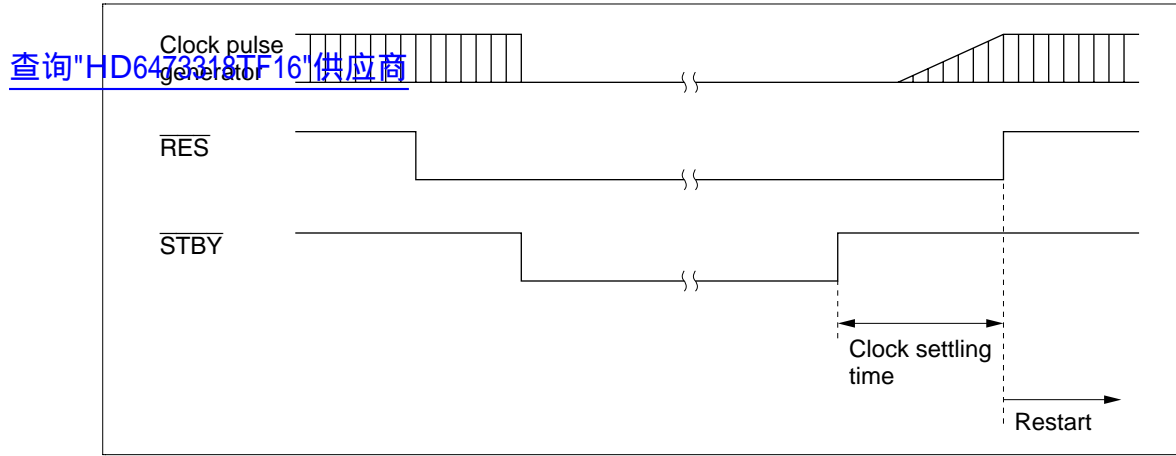 Clock pulse
generator
查询"HD6473318TF16"供应商
RES
STBY
Clock settling
time
Restart